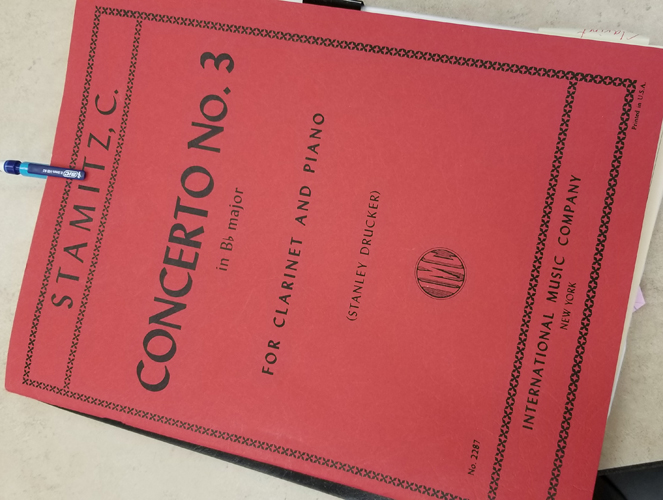 STAMITZ, C.
CONCERTO No. 3
in B♭ major
FOR CLARINET AND PIANO
(STANLEY DRUCKER)
IMC
No. 2287
INTERNATIONAL MUSIC COMPANY
NEW YORK
Printed in U.S.A.